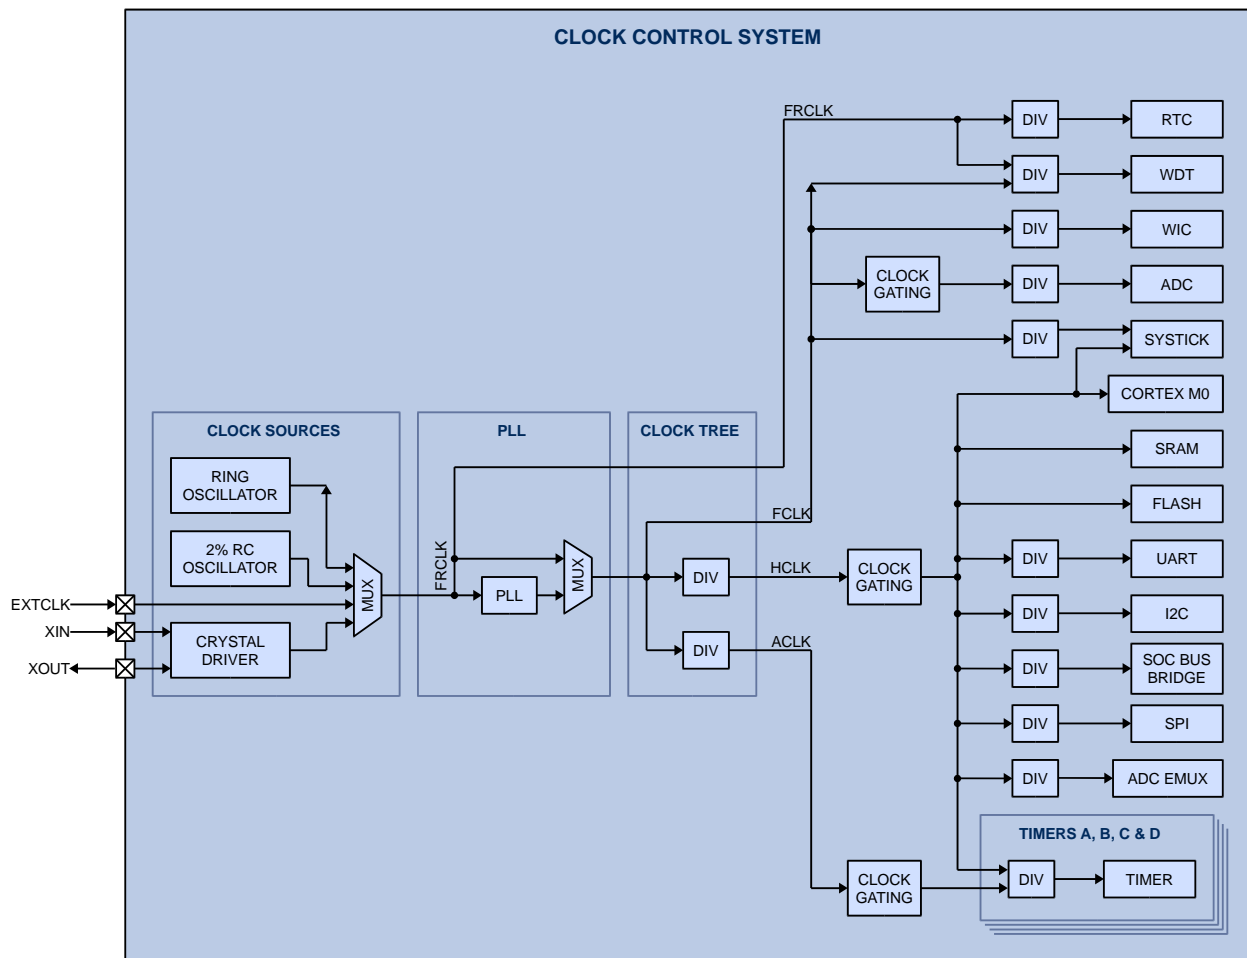 CLOCK CONTROL SYSTEM
FRCLK
DIV
RTC
DIV
WDT
DIV
WIC
CLOCK
GATING
DIV
ADC
DIV
SYSTICK
CORTEX M0
CLOCK SOURCES
PLL
CLOCK TREE
SRAM
RING
OSCILLATOR
FLASH
FCLK
2% RC
OSCILLATOR
MUX
FRCLK
PLL
MUX
DIV
HCLK
CLOCK
GATING
DIV
UART
EXTCLK
XIN
XOUT
CRYSTAL
DRIVER
DIV
ACLK
DIV
I2C
DIV
SOC BUS
BRIDGE
DIV
SPI
DIV
ADC EMUX
TIMERS A, B, C & D
CLOCK
GATING
DIV
TIMER